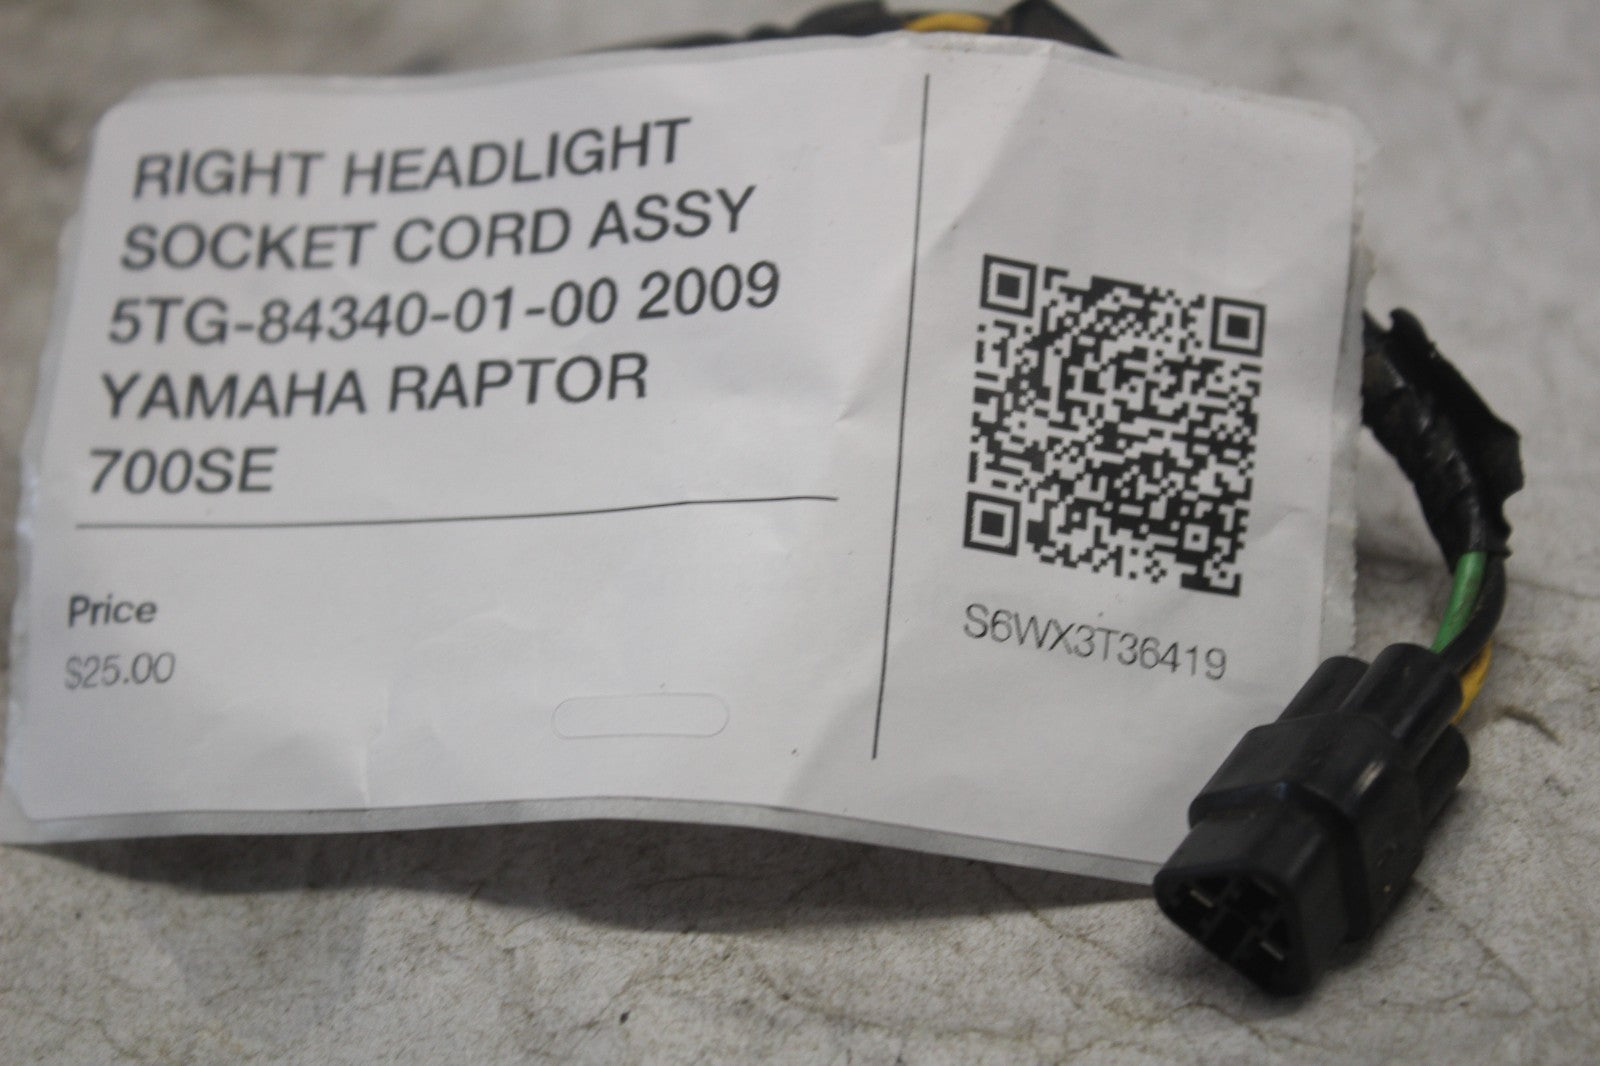 RIGHT HEADLIGHT
SOCKET CORD ASSY
5TG-84340-01-00 2009
YAMAHA RAPTOR
700SE
Price
$25.00
S6WX3T36419